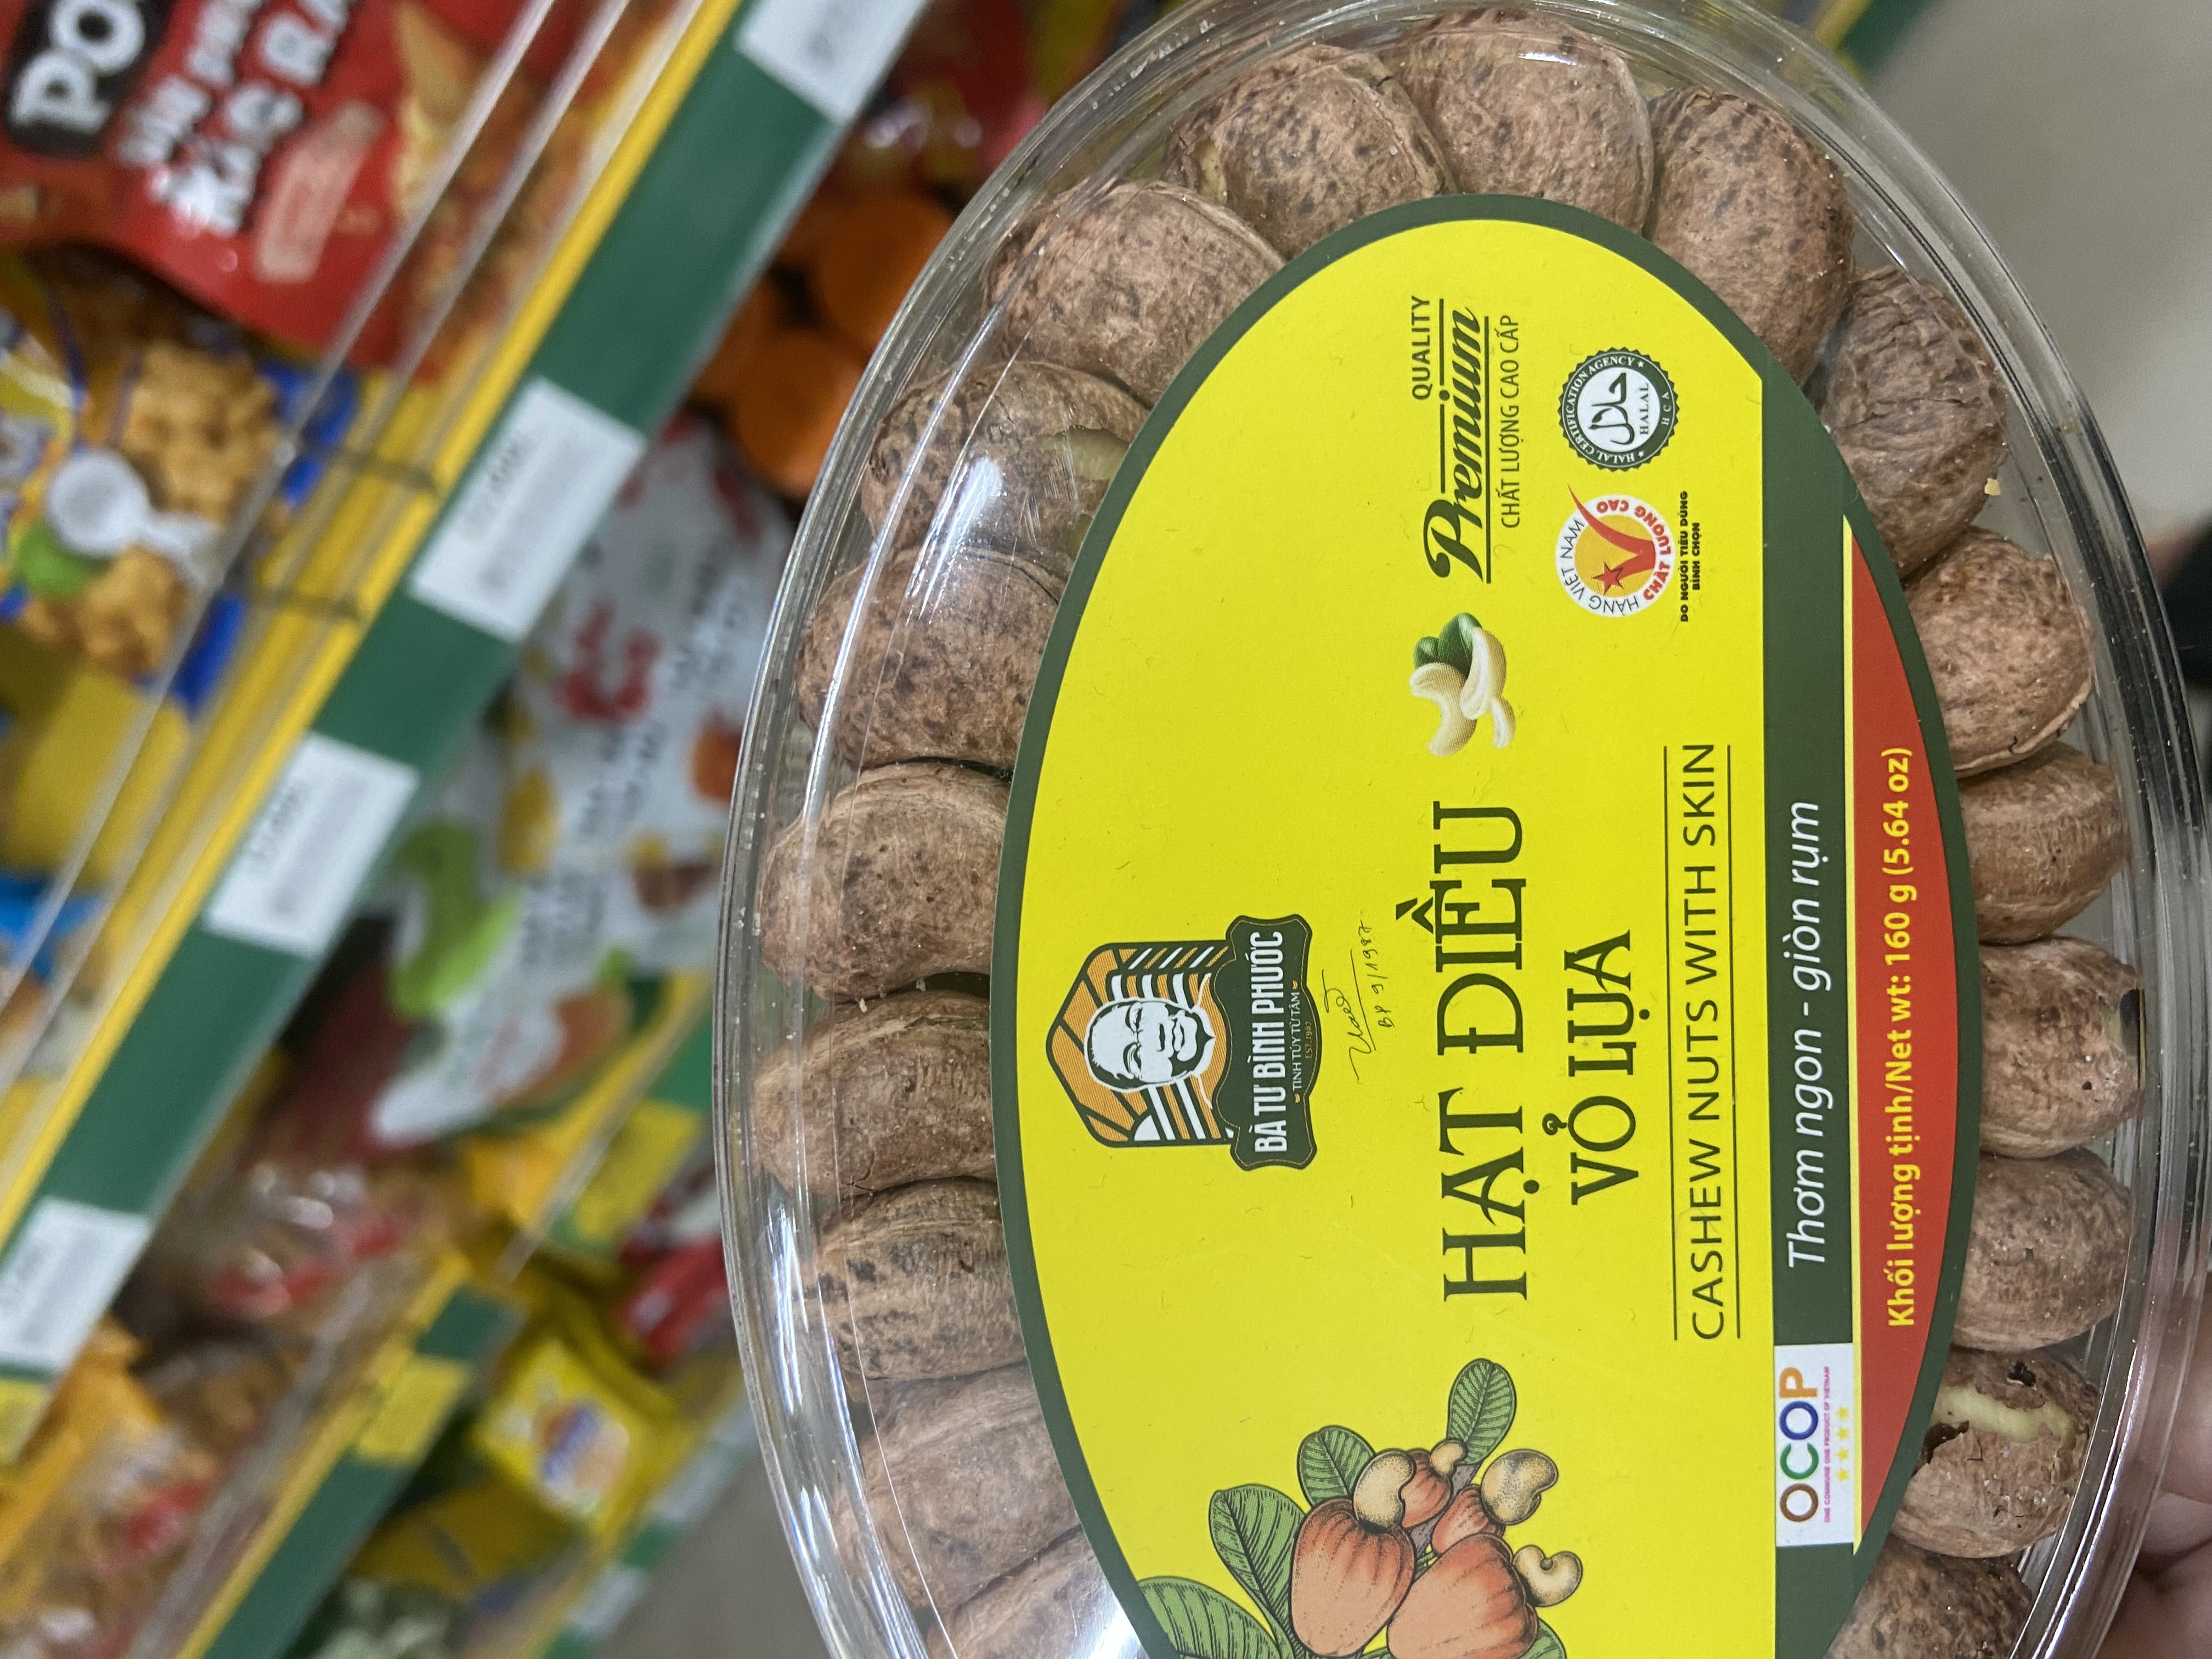 PO
BÀ TƯ BÌNH PHƯỚC
TINH TÚY TỪ TÂM
EST.1987
BP 9/1987
HẠT ĐIỀU
VỎ LỤA
CASHEW NUTS WITH SKIN
QUALITY
Premium
CHẤT LƯỢNG CAO CẤP
HÀNG VIỆT NAM
CHẤT LƯỢNG CAO
DO NGƯỜI TIÊU DÙNG
BÌNH CHỌN
HALAL CERTIFICATION AGENCY
حلال
HALAL
HCA
OCOP
ONE COMMUNE ONE PRODUCT OF VIETNAM
Thơm ngon - giòn rụm
Khối lượng tịnh/Net wt: 160 g (5.64 oz)